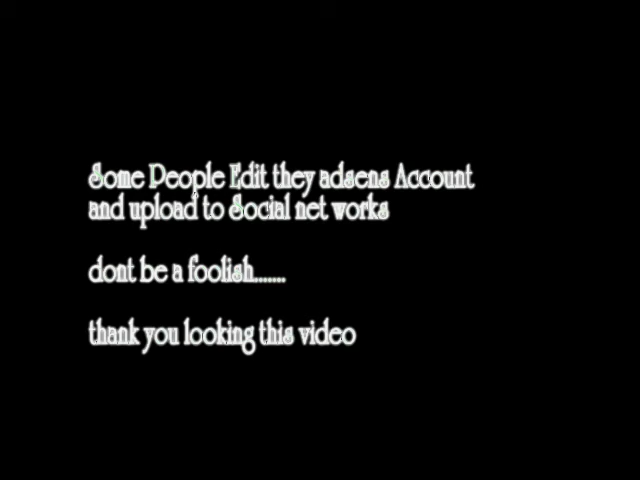 Some People Edit they adsens Account
and upload to Social net works
dont be a foolish.......
thank you looking this video